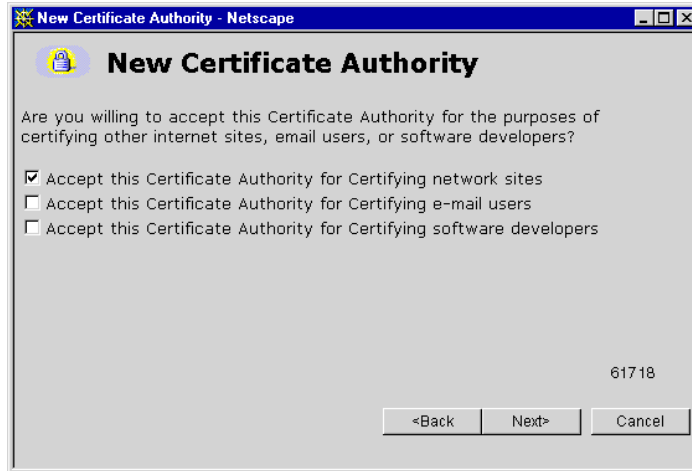 New Certificate Authority - Netscape
New Certificate Authority
Are you willing to accept this Certificate Authority for the purposes of
certifying other internet sites, email users, or software developers?
Accept this Certificate Authority for Certifying network sites
Accept this Certificate Authority for Certifying e-mail users
Accept this Certificate Authority for Certifying software developers
61718
<Back Next> Cancel